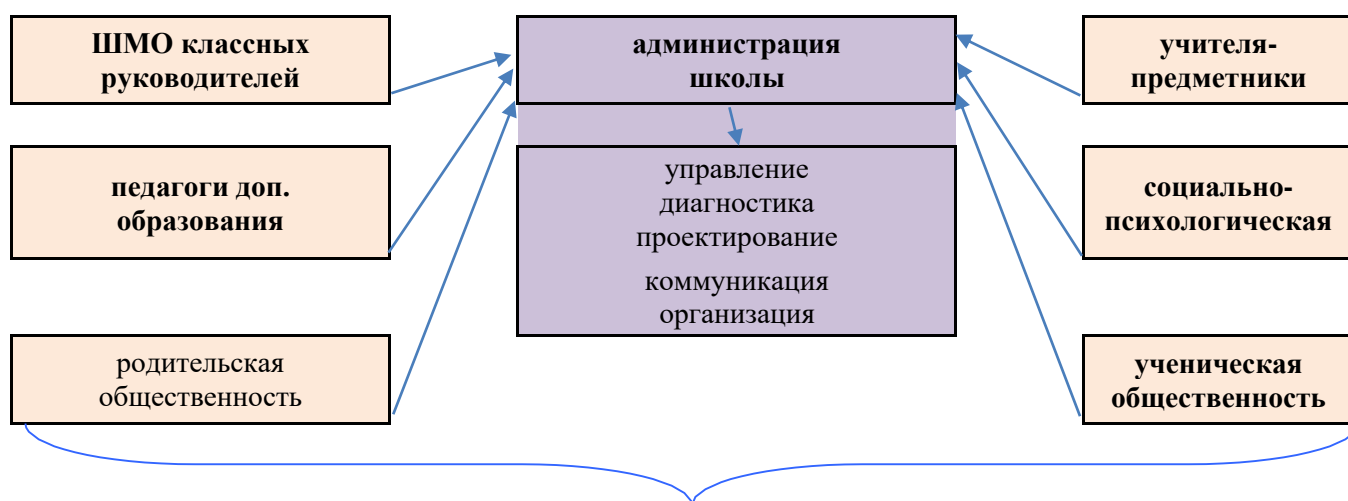 ШМО классных
руководителей
администрация
школы
учителя-
предметники
педагоги доп.
образования
управление
диагностика
проектирование
коммуникация
организация
социально-
психологическая
родительская
общественность
ученическая
общественность